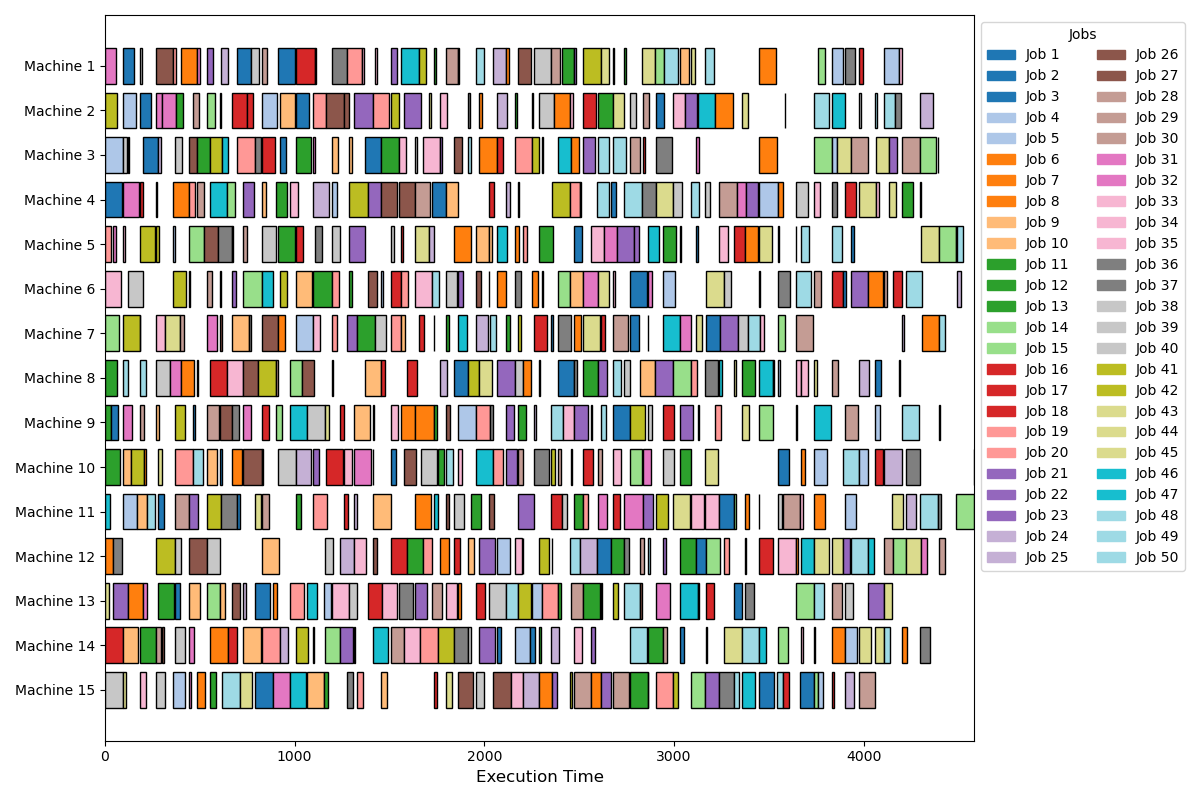 Machine 1
Machine 2
Machine 3
Machine 4
Machine 5
Machine 6
Machine 7
Machine 8
Machine 9
Machine 10
Machine 11
Machine 12
Machine 13
Machine 14
Machine 15
0 1000 2000 3000 4000
Execution Time
Jobs
Job 1 Job 26
Job 2 Job 27
Job 3 Job 28
Job 4 Job 29
Job 5 Job 30
Job 6 Job 31
Job 7 Job 32
Job 8 Job 33
Job 9 Job 34
Job 10 Job 35
Job 11 Job 36
Job 12 Job 37
Job 13 Job 38
Job 14 Job 39
Job 15 Job 40
Job 16 Job 41
Job 17 Job 42
Job 18 Job 43
Job 19 Job 44
Job 20 Job 45
Job 21 Job 46
Job 22 Job 47
Job 23 Job 48
Job 24 Job 49
Job 25 Job 50